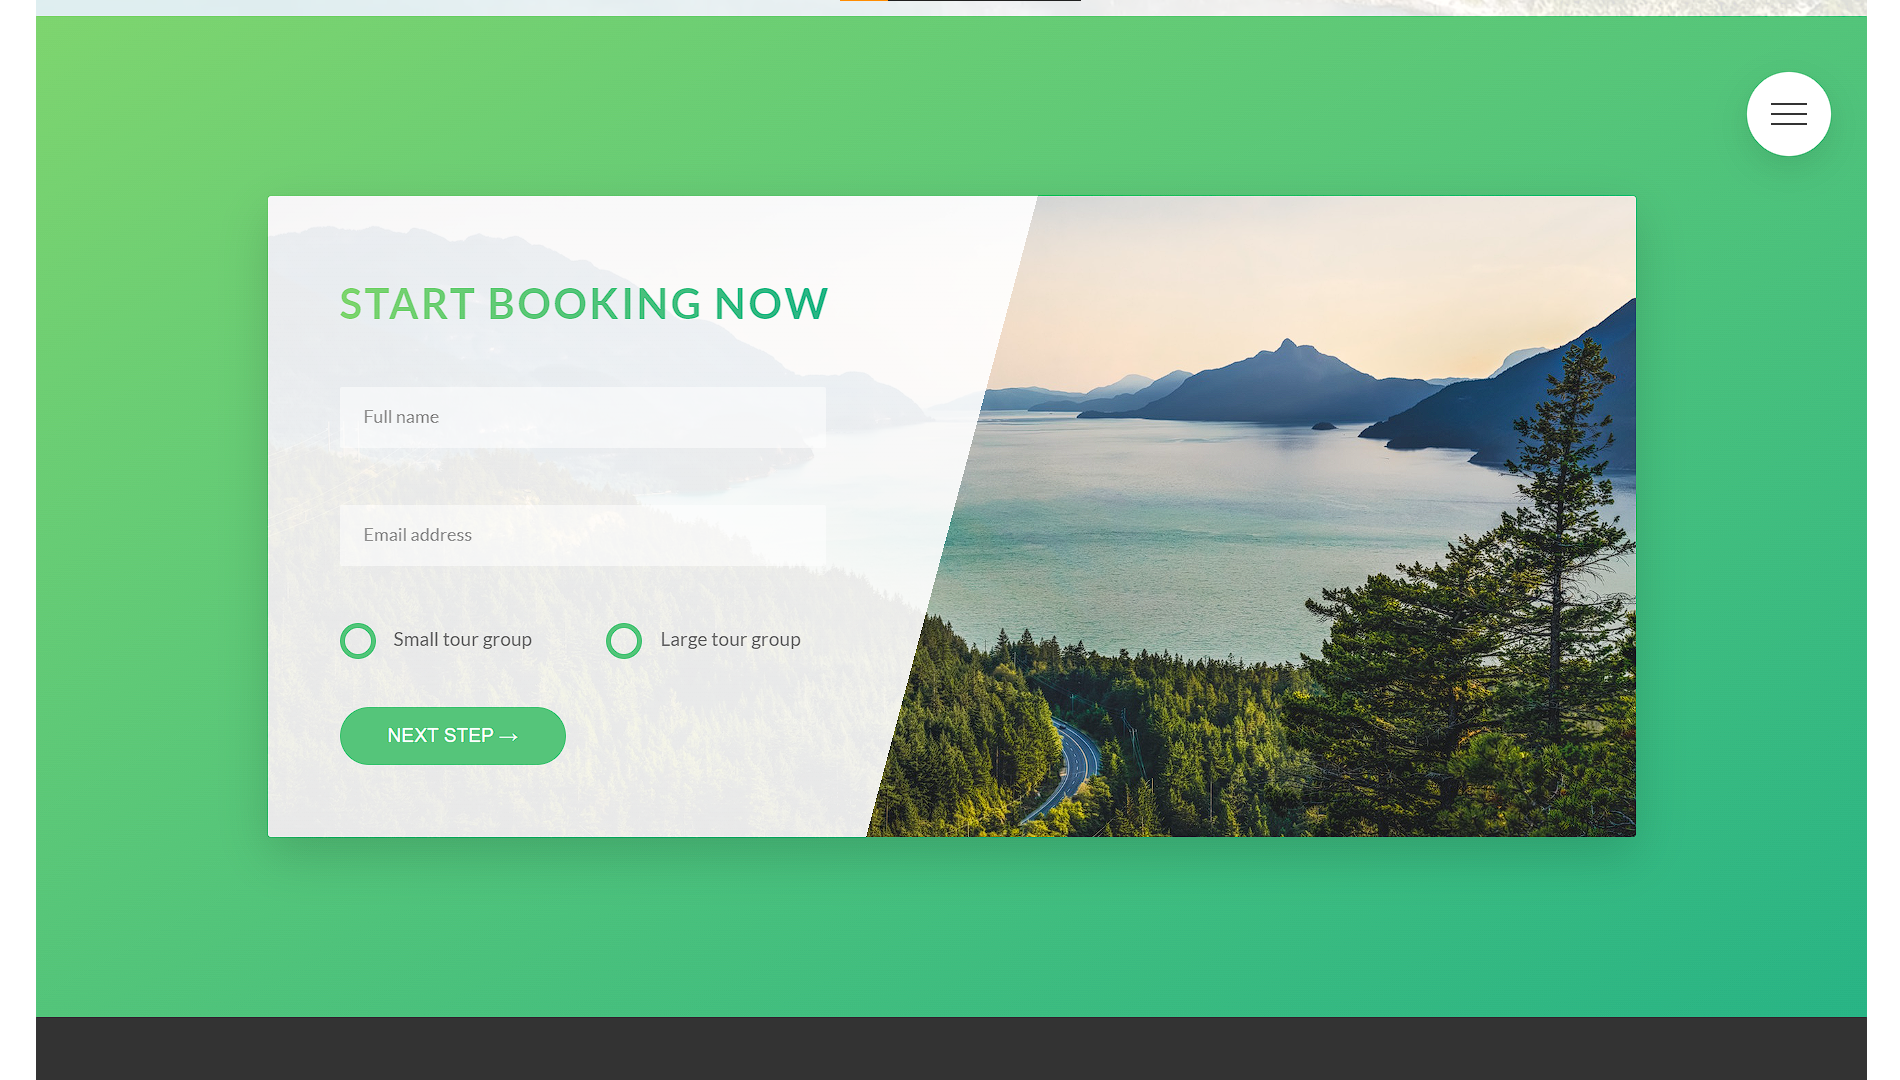 START BOOKING NOW
Full name
Email address
Small tour group
Large tour group
NEXT STEP →